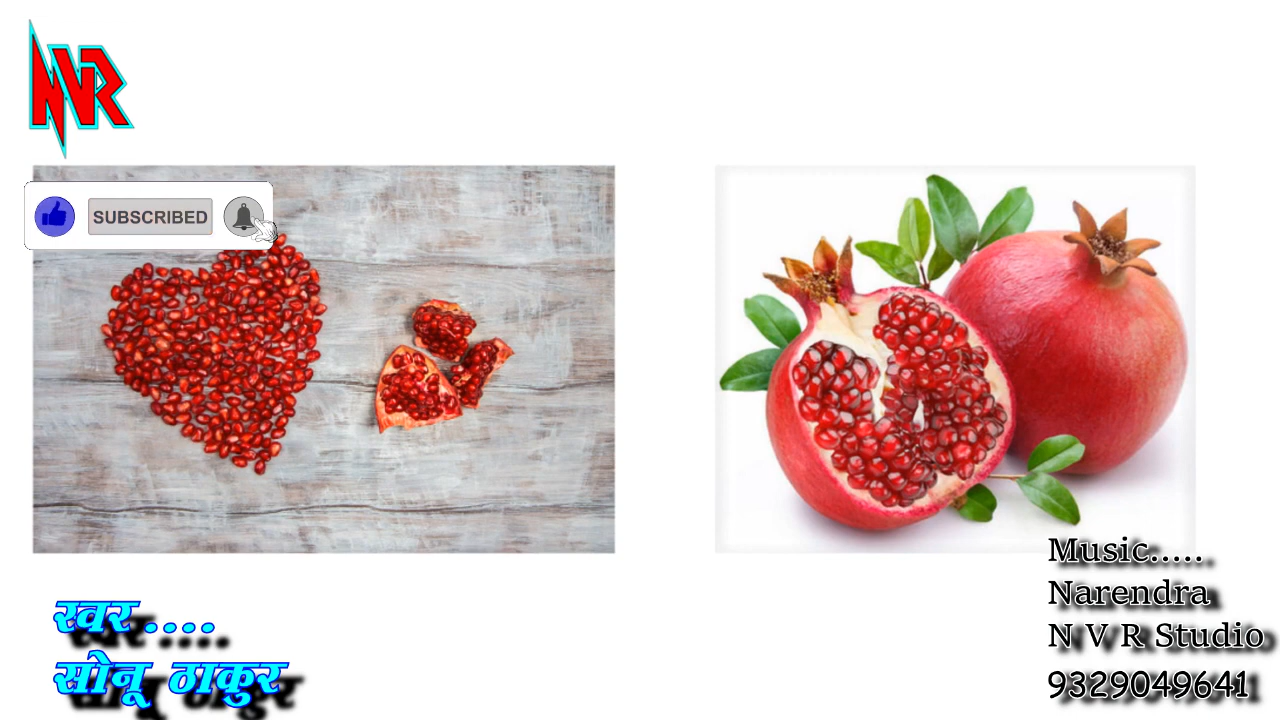 NVR
SUBSCRIBED
स्वर....
सोनू ठाकुर
Music.....
Narendra
N V R Studio
9329049641